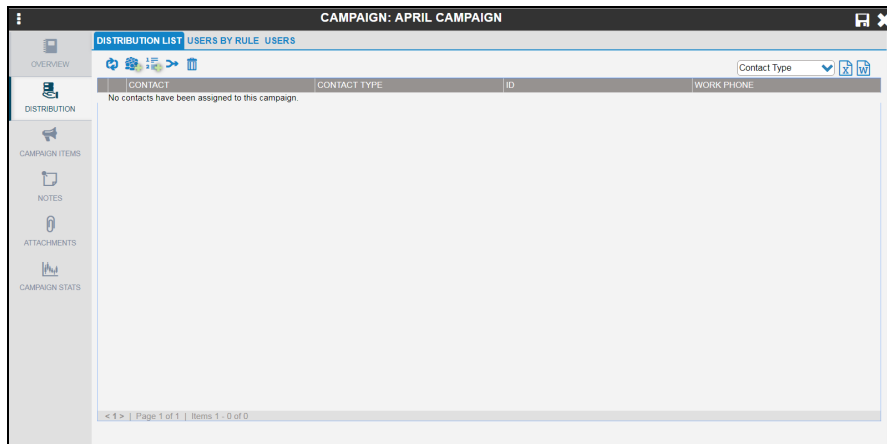 CAMPAIGN: APRIL CAMPAIGN
OVERVIEW
DISTRIBUTION
CAMPAIGN ITEMS
NOTES
ATTACHMENTS
CAMPAIGN STATS
DISTRIBUTION LIST USERS BY RULE USERS
Contact Type
CONTACT CONTACT TYPE ID WORK PHONE
No contacts have been assigned to this campaign.
< 1 > | Page 1 of 1 | Items 1 - 0 of 0